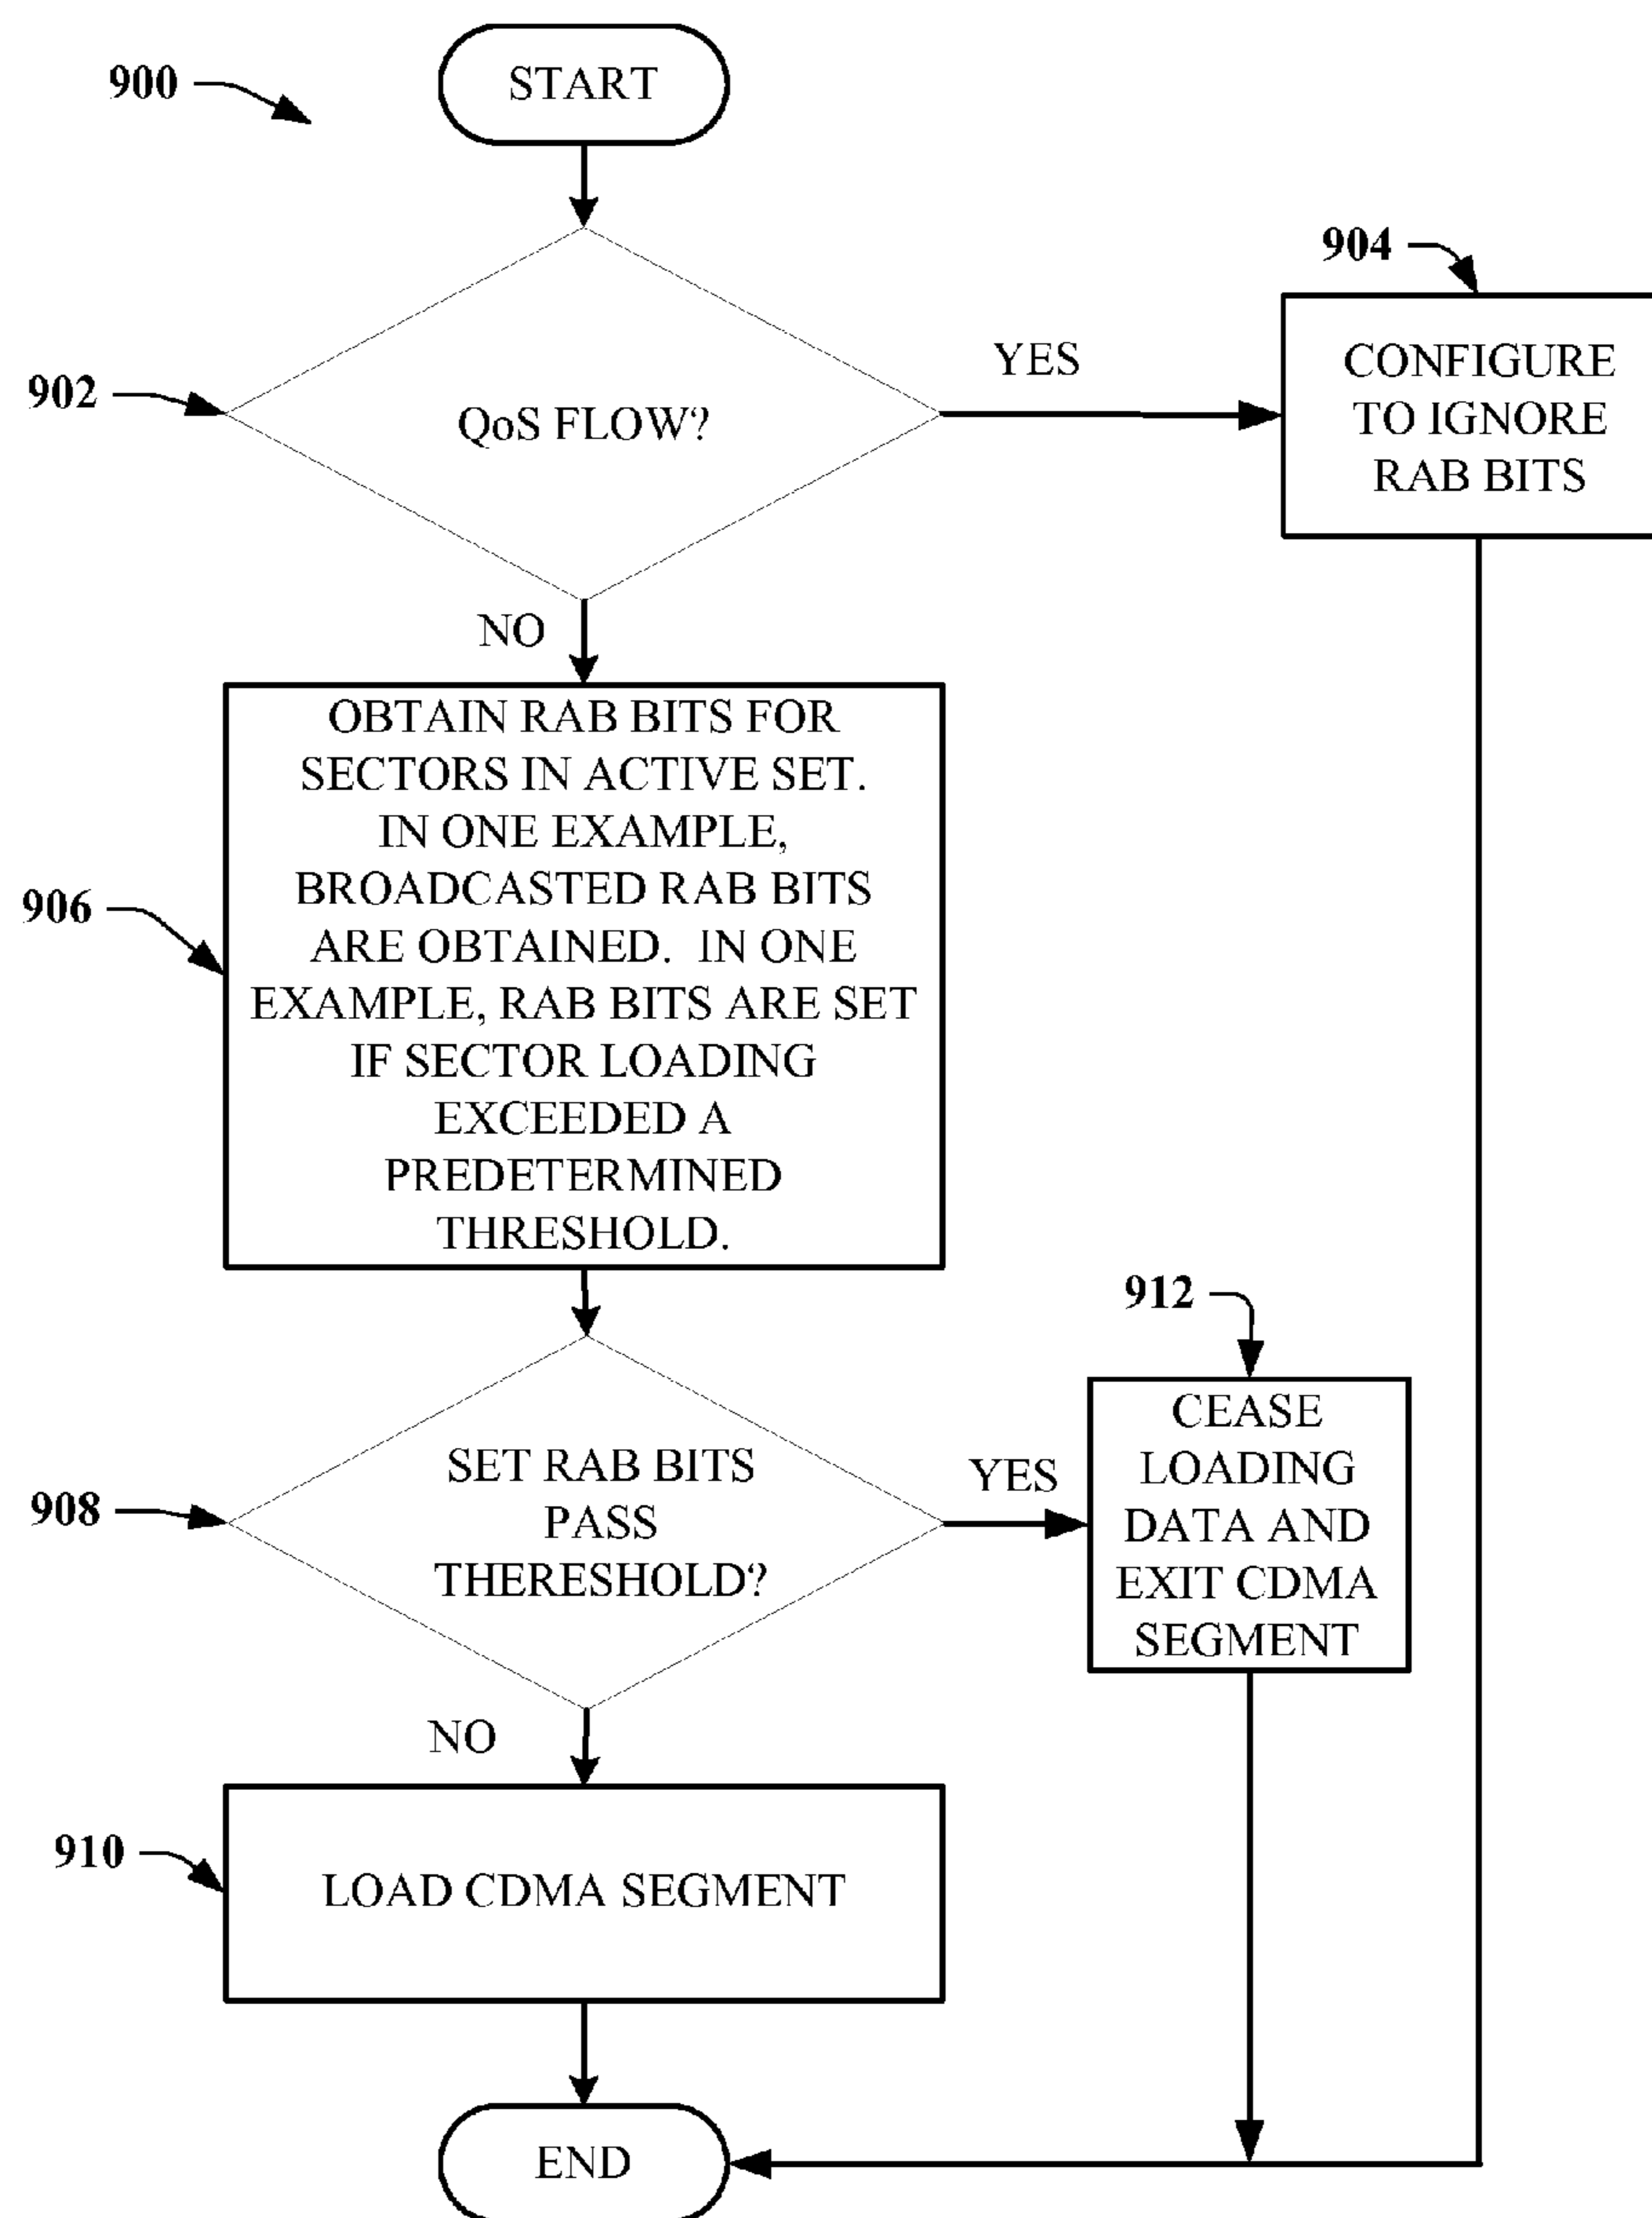 900
START
904
902
QoS FLOW?
YES
CONFIGURE
TO IGNORE
RAB BITS
NO
906
OBTAIN RAB BITS FOR
SECTORS IN ACTIVE SET.
IN ONE EXAMPLE,
BROADCASTED RAB BITS
ARE OBTAINED. IN ONE
EXAMPLE, RAB BITS ARE SET
IF SECTOR LOADING
EXCEEDED A
PREDETERMINED
THRESHOLD.
908
SET RAB BITS
PASS
THERESHOLD?
YES
912
CEASE
LOADING
DATA AND
EXIT CDMA
SEGMENT
NO
910
LOAD CDMA SEGMENT
END